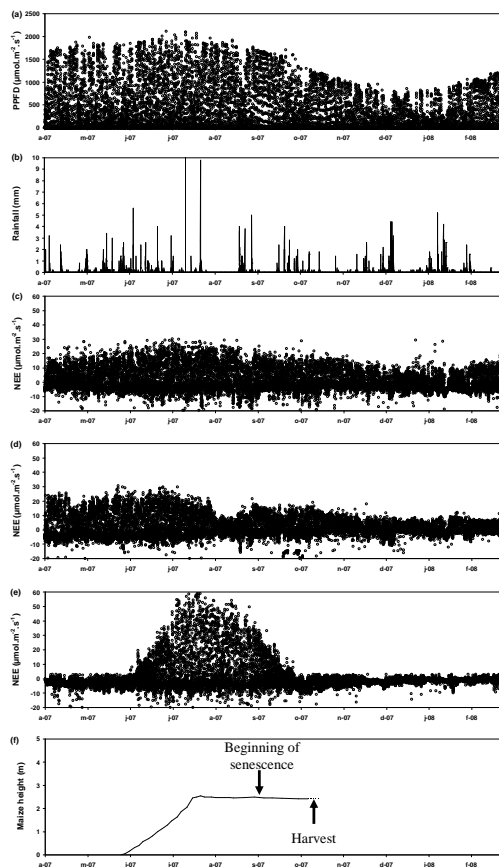 (a)
PPFD (µmol.m⁻².s⁻¹)
2500
2000
1500
1000
500
0
a-07 m-07 j-07 j-07 a-07 s-07 o-07 n-07 d-07 j-08 f-08
(b)
Rainfall (mm)
10
9
8
7
6
5
4
3
2
1
0
a-07 m-07 j-07 j-07 a-07 s-07 o-07 n-07 d-07 j-08 f-08
(c)
NEE (µmol.m⁻².s⁻¹)
60
50
40
30
20
10
0
-10
-20
a-07 m-07 j-07 j-07 a-07 s-07 o-07 n-07 d-07 j-08 f-08
(d)
NEE (µmol.m⁻².s⁻¹)
60
50
40
30
20
10
0
-10
-20
a-07 m-07 j-07 j-07 a-07 s-07 o-07 n-07 d-07 j-08 f-08
(e)
NEE (µmol.m⁻².s⁻¹)
60
50
40
30
20
10
0
-10
-20
a-07 m-07 j-07 j-07 a-07 s-07 o-07 n-07 d-07 j-08 f-08
(f)
Maize height (m)
5
4
3
2
1
0
Beginning of
senescence
Harvest
a-07 m-07 j-07 j-07 a-07 s-07 o-07 n-07 d-07 j-08 f-08